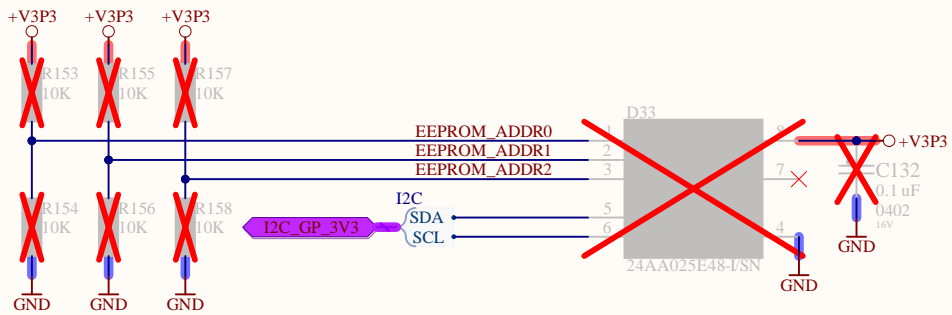 +V3P3 +V3P3 +V3P3
R153 R155 R157
10K 10K 10K
D33
EEPROM_ADDR0 1 8 +V3P3
EEPROM_ADDR1 2
EEPROM_ADDR2 3 7
C132
0.1 uF
0402
16V
I2C
R154 R156 R158
10K 10K 10K
I2C_GP_3V3
SDA 5
SCL 6 4
GND
24AA025E48-I/SN
GND
GND GND GND